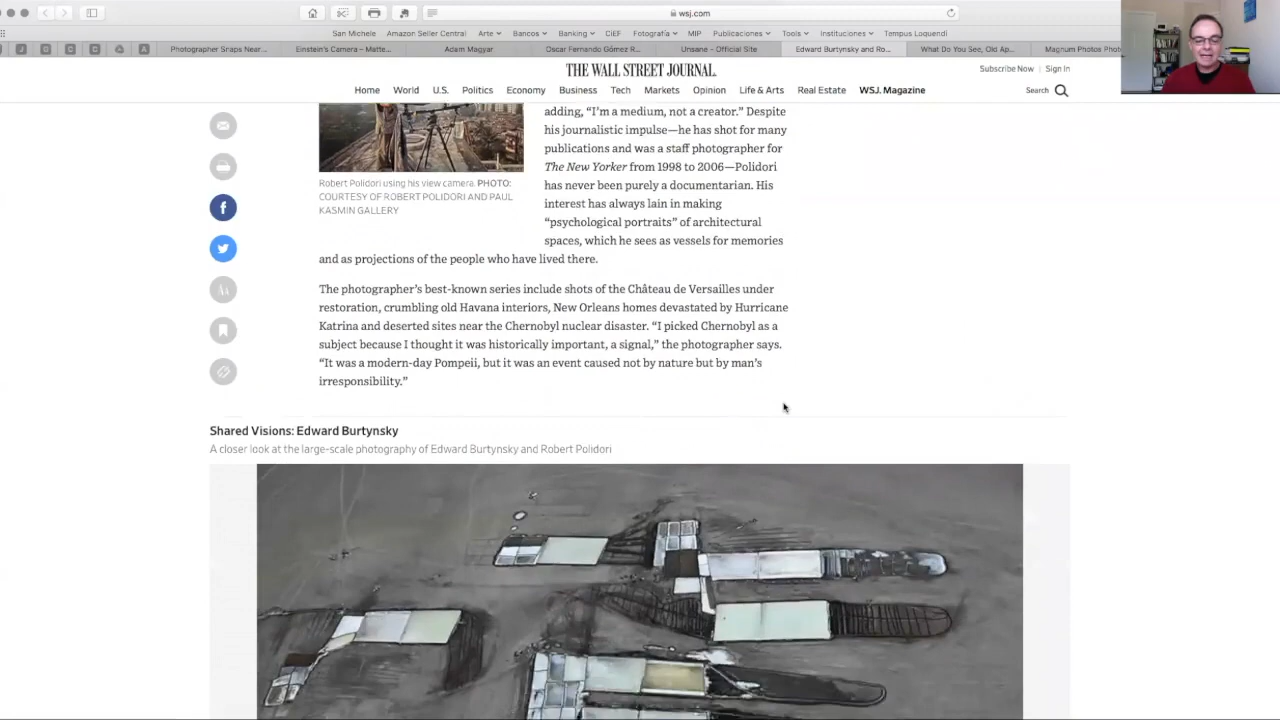 wsj.com
San Michele Amazon Seller Central Arte Bancos Banking CiEF Fotografía MIP Publicaciones Tools Instituciones Tempus Loquendi
Photographer Snaps Near... Einstein's Camera – Matte... Adam Magyar Oscar Fernando Gómez R... Unsane – Official Site Edward Burtynsky and Ro... What Do You See, Old Ap... Magnum Photos Phot
THE WALL STREET JOURNAL.
Subscribe Now | Sign In
Home World U.S. Politics Economy Business Tech Markets Opinion Life & Arts Real Estate WSJ. Magazine
Search
adding, “I’m a medium, not a creator.” Despite
his journalistic impulse—he has shot for many
publications and was a staff photographer for
The New Yorker from 1998 to 2006—Polidori
has never been purely a documentarian. His
interest has always lain in making
“psychological portraits” of architectural
spaces, which he sees as vessels for memories
and as projections of the people who have lived there.
Robert Polidori using his view camera. PHOTO:
COURTESY OF ROBERT POLIDORI AND PAUL
KASMIN GALLERY
The photographer’s best-known series include shots of the Château de Versailles under
restoration, crumbling old Havana interiors, New Orleans homes devastated by Hurricane
Katrina and deserted sites near the Chernobyl nuclear disaster. “I picked Chernobyl as a
subject because I thought it was historically important, a signal,” the photographer says.
“It was a modern-day Pompeii, but it was an event caused not by nature but by man’s
irresponsibility.”
Shared Visions: Edward Burtynsky
A closer look at the large-scale photography of Edward Burtynsky and Robert Polidori